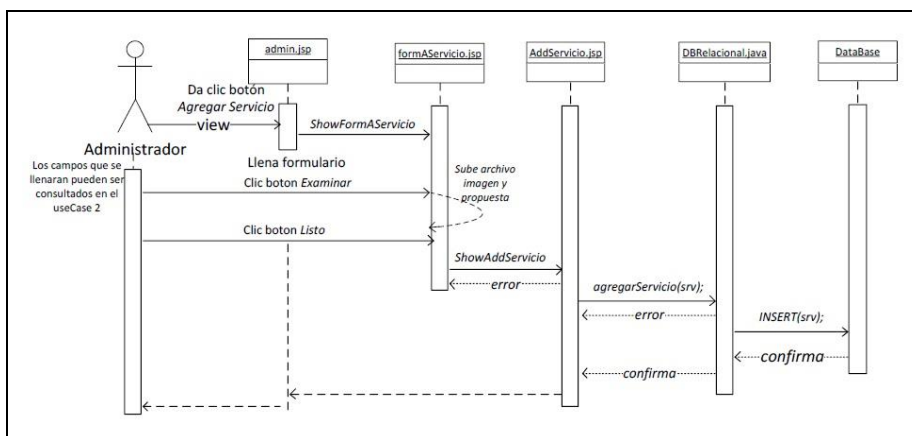 admin.jsp
formAServicio.jsp
AddServicio.jsp
DBRelacional.java
DataBase
Da clic botón
Agregar Servicio
view
ShowFormAServicio
Administrador
Los campos que se
llenaran pueden ser
consultados en el
useCase 2
Llena formulario
Clic boton Examinar
Sube archivo
imagen y
propuesta
Clic boton Listo
ShowAddServicio
error
agregarServicio(srv);
error
INSERT(srv);
confirma
confirma